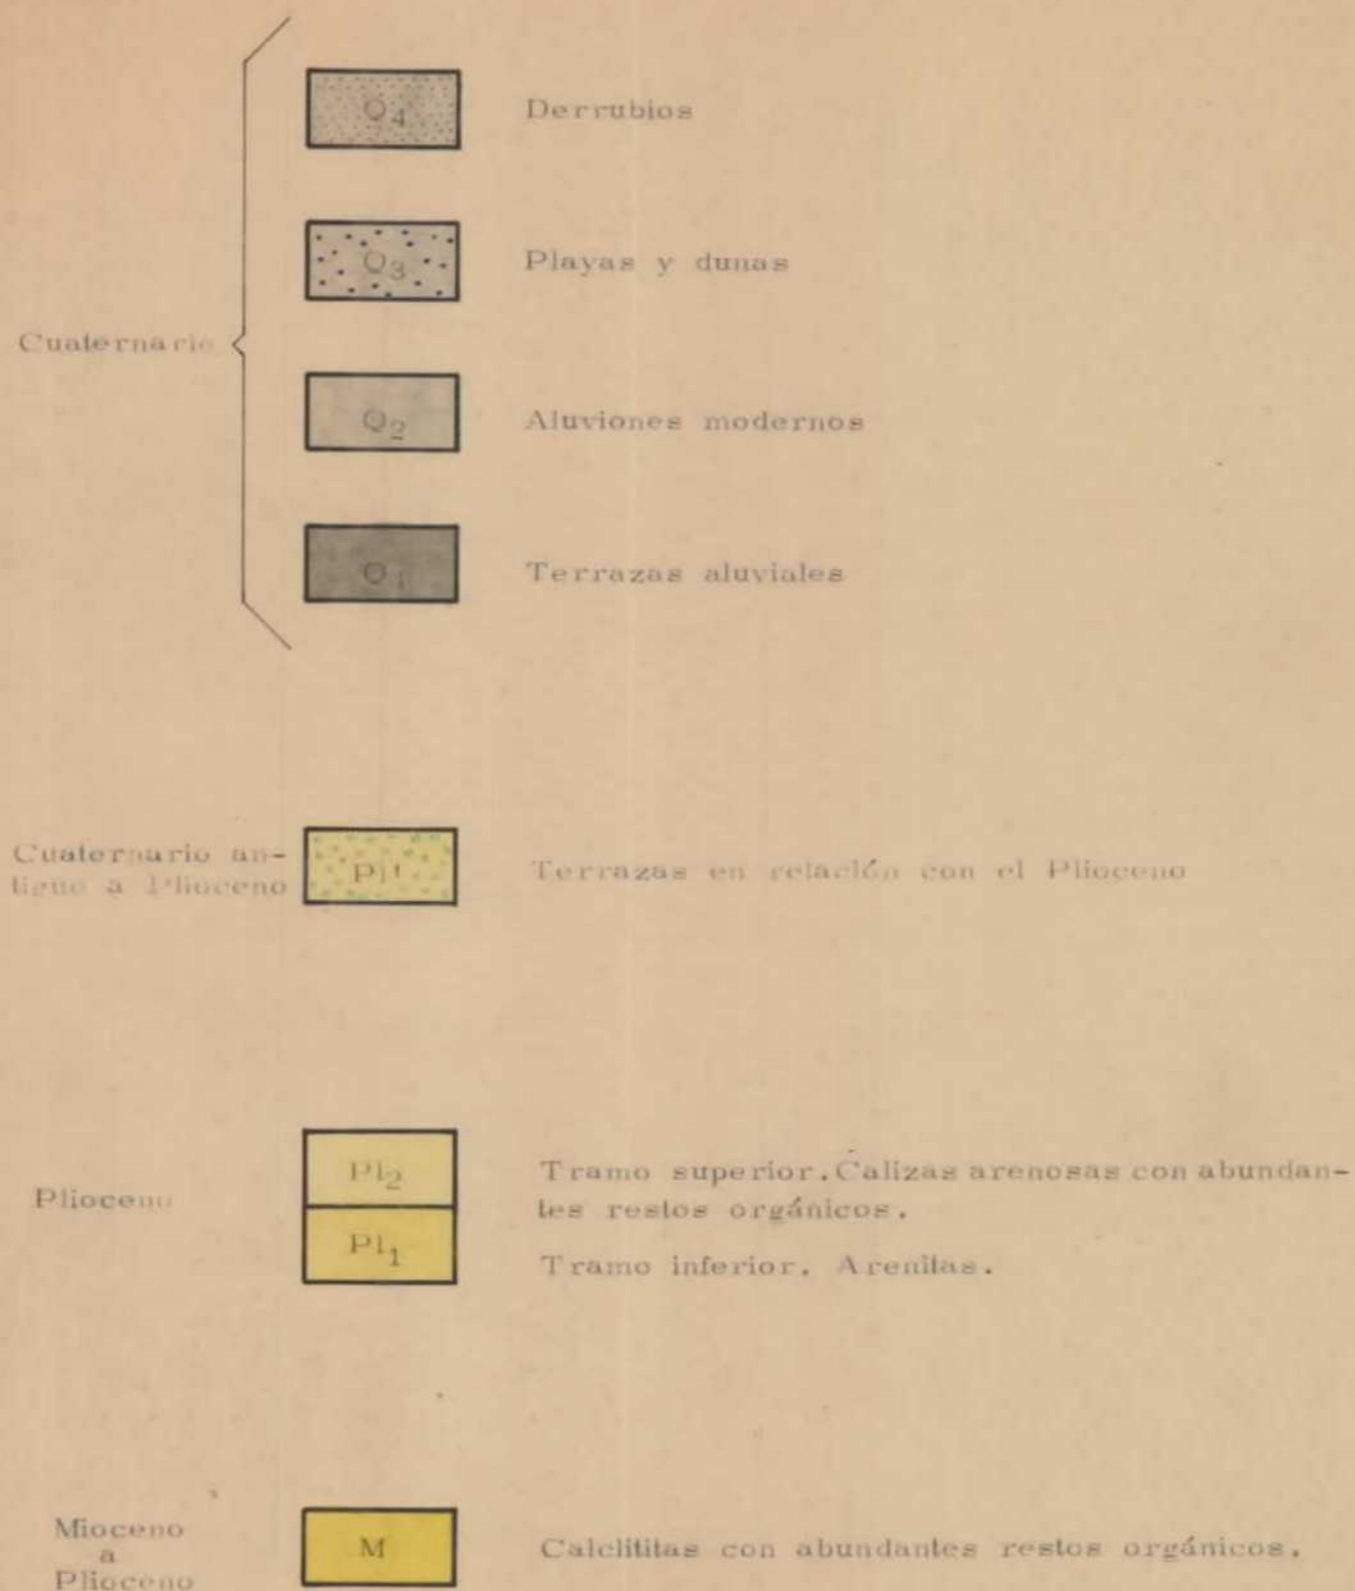 Q4 Derrubios
Q3 Playas y dunas
Cuaternario
Q2 Aluviones modernos
Q1 Terrazas aluviales
Cuaternario an-
tiguo a Plioceno
Terrazas en relación con el Plioceno
Plioceno
Pl2
Tramo superior. Calizas arenosas con abundan-
tes restos orgánicos.
Pl1
Tramo inferior. Arenitas.
Mioceno
a
Plioceno
M
Calclititas con abundantes restos orgánicos.